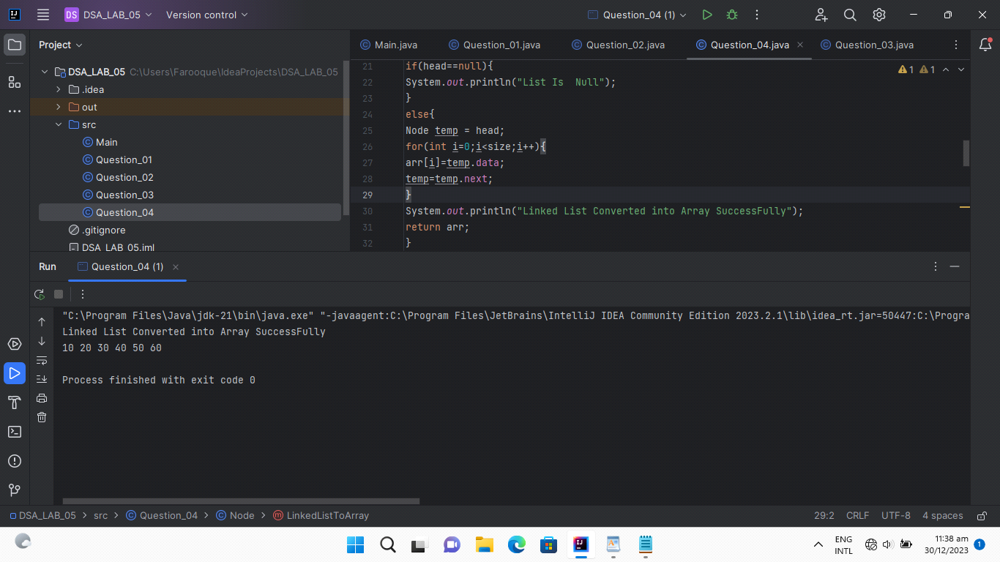 DS DSA_LAB_05 Version control Question_04 (1)
Project
Main.java Question_01.java Question_02.java Question_04.java Question_03.java
DSA_LAB_05 C:\Users\Farooque\IdeaProjects\DSA_LAB_05
.idea
out
src
Main
Question_01
Question_02
Question_03
Question_04
.gitignore
DSA_LAB_05.iml
1 1
21 if(head==null){
22 System.out.println("List Is  Null");
23 }
24 else{
25 Node temp = head;
26 for(int i=0;i<size;i++){
27 arr[i]=temp.data;
28 temp=temp.next;
29 }
30 System.out.println("Linked List Converted into Array SuccessFully");
31 return arr;
32 }
Run Question_04 (1)
"C:\Program Files\Java\jdk-21\bin\java.exe" "-javaagent:C:\Program Files\JetBrains\IntelliJ IDEA Community Edition 2023.2.1\lib\idea_rt.jar=50447:C:\Progra
Linked List Converted into Array SuccessFully
10 20 30 40 50 60
Process finished with exit code 0
DSA_LAB_05 > src > Question_04 > Node > LinkedListToArray 29:2 CRLF UTF-8 4 spaces
ENG
INTL
11:38 am
30/12/2023
1